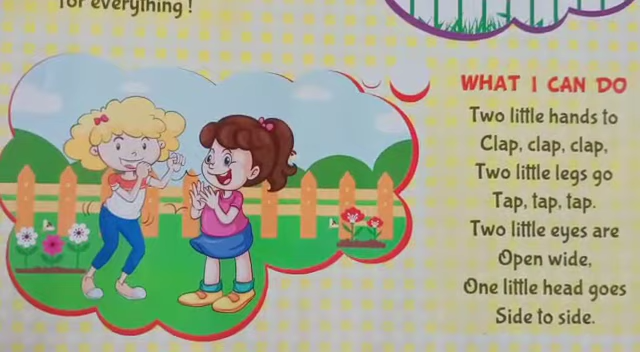 for everything !
WHAT I CAN DO
Two little hands to
Clap, clap, clap,
Two little legs go
Tap, tap, tap.
Two little eyes are
Open wide,
One little head goes
Side to side.